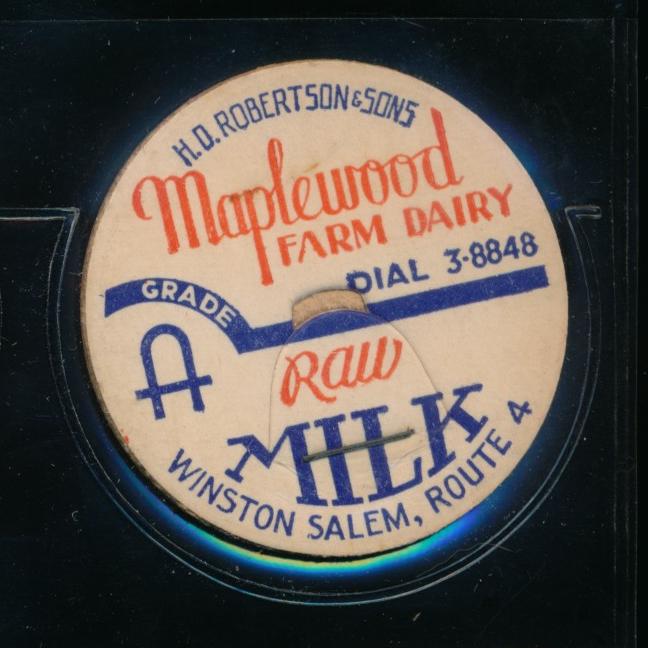 H.D. ROBERTSON & SONS
Maplewood
FARM DAIRY
DIAL 3-8848
GRADE
A
Raw
MILK
WINSTON SALEM, ROUTE 4